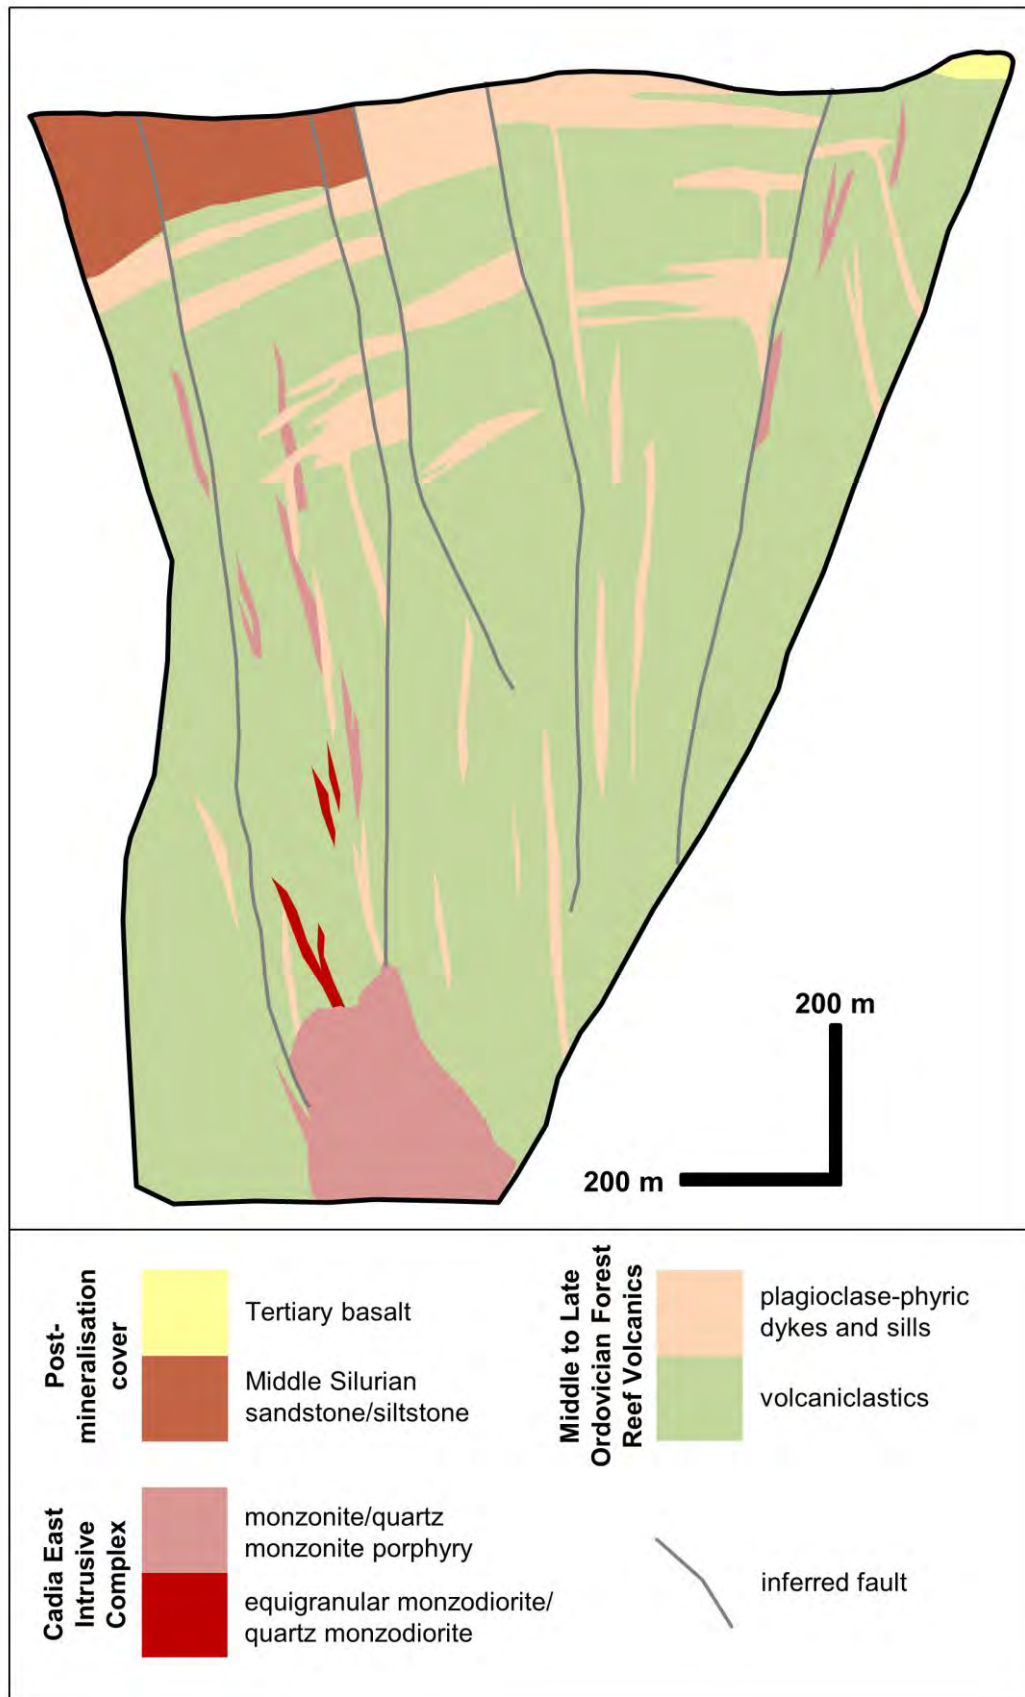 200 m
200 m
Post-
mineralisation
cover
Tertiary basalt
Middle Silurian
sandstone/siltstone
Cadia East
Intrusive
Complex
monzonite/quartz
monzonite porphyry
equigranular monzodiorite/
quartz monzodiorite
Middle to Late
Ordovician Forest
Reef Volcanics
plagioclase-phyric
dykes and sills
volcaniclastics
inferred fault